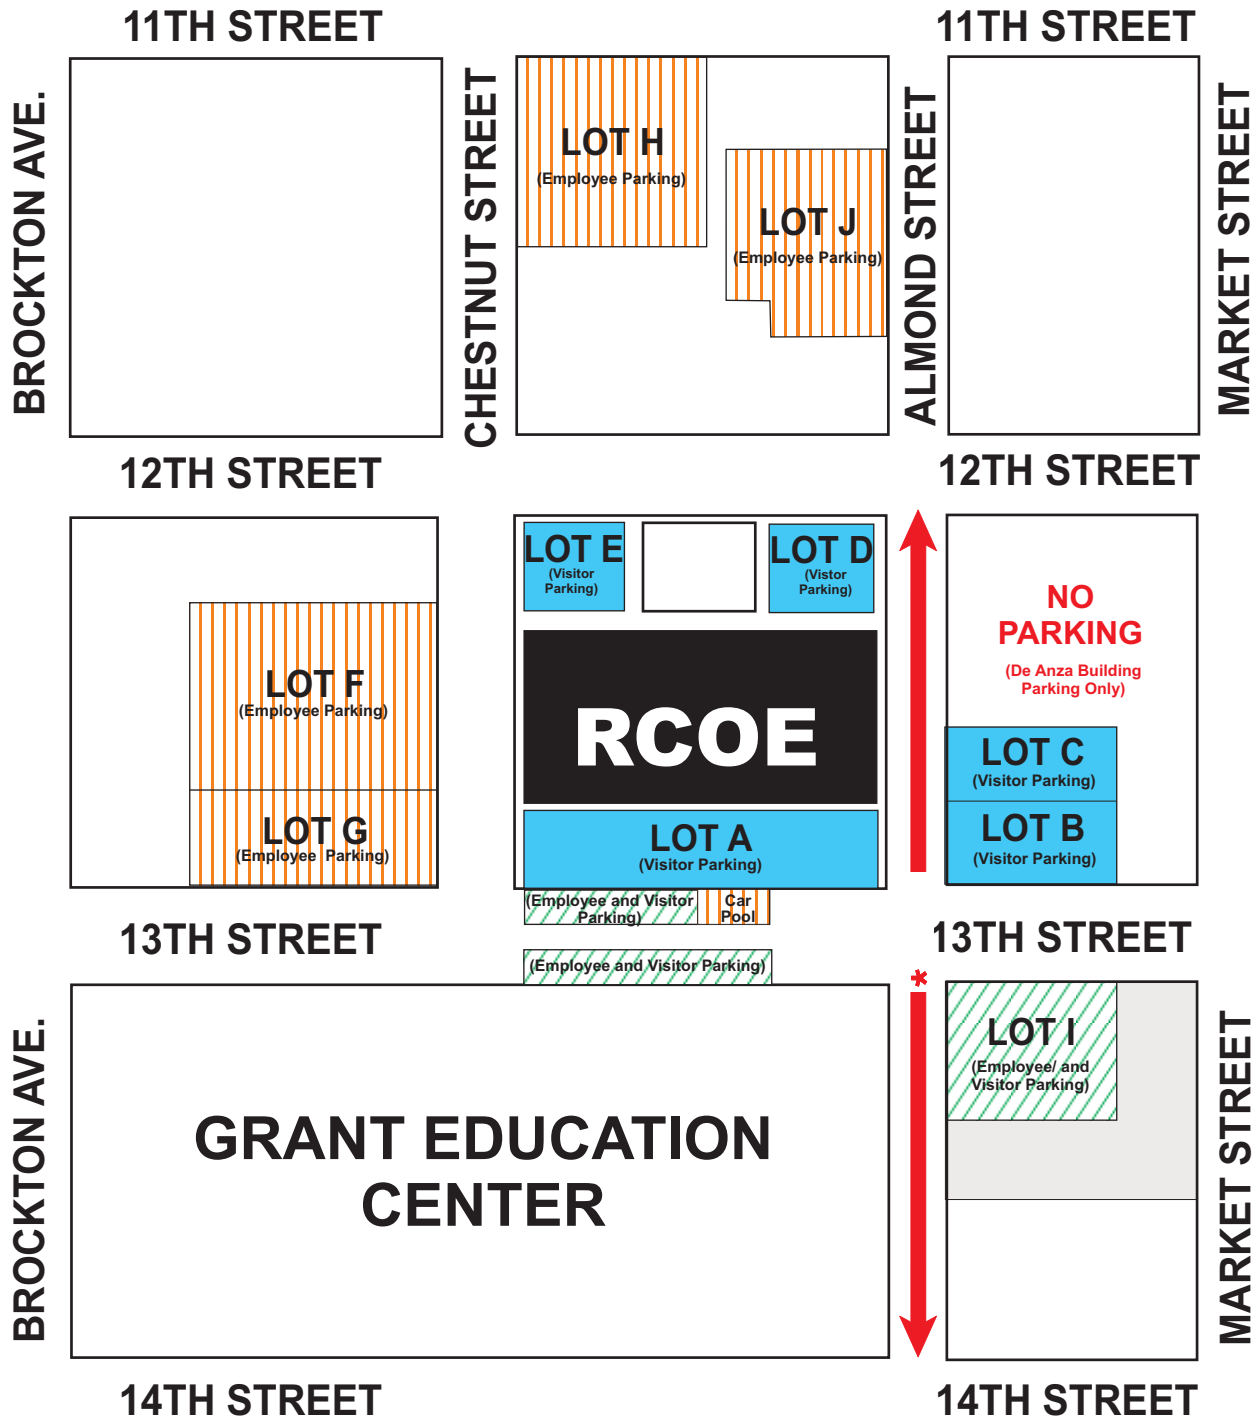 11TH STREET
11TH STREET
BROCKTON AVE.
CHESTNUT STREET
ALMOND STREET
MARKET STREET
LOT H
(Employee Parking)
LOT J
(Employee Parking)
12TH STREET
12TH STREET
LOT E
(Visitor
Parking)
LOT D
(Vistor
Parking)
NO
PARKING
(De Anza Building
Parking Only)
LOT F
(Employee Parking)
RCOE
LOT C
(Visitor Parking)
LOT G
(Employee Parking)
LOT A
(Visitor Parking)
LOT B
(Visitor Parking)
(Employee and Visitor
Parking)
Car
Pool
13TH STREET
13TH STREET
(Employee and Visitor Parking)
*
LOT I
(Employee/ and
Visitor Parking)
BROCKTON AVE.
GRANT EDUCATION
CENTER
MARKET STREET
14TH STREET
14TH STREET